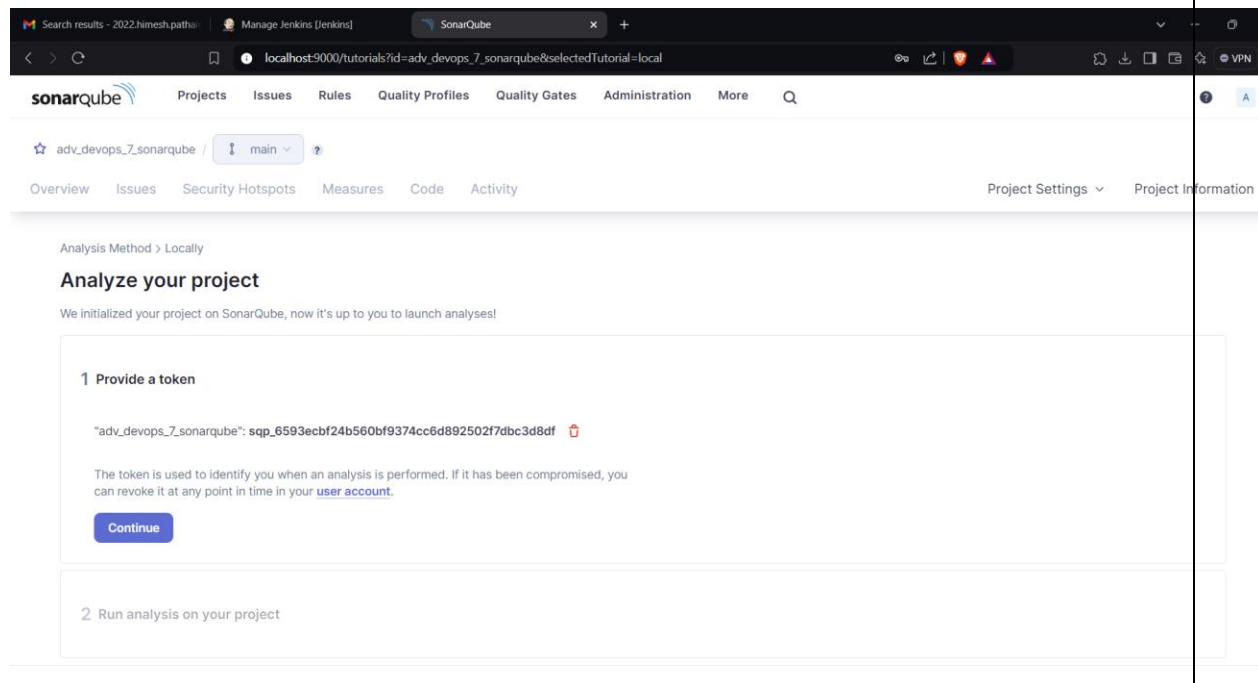 Search results - 2022.himesh.patha
Manage Jenkins [Jenkins]
SonarQube
localhost:9000/tutorials?id=adv_devops_7_sonarqube&selectedTutorial=local
VPN
sonarqube Projects Issues Rules Quality Profiles Quality Gates Administration More
? A
adv_devops_7_sonarqube / main ?
Overview Issues Security Hotspots Measures Code Activity Project Settings Project Information
Analysis Method > Locally
Analyze your project
We initialized your project on SonarQube, now it's up to you to launch analyses!
1 Provide a token
"adv_devops_7_sonarqube": sqp_6593ecbf24b560bf9374cc6d892502f7dbc3d8df
The token is used to identify you when an analysis is performed. If it has been compromised, you
can revoke it at any point in time in your user account.
Continue
2 Run analysis on your project